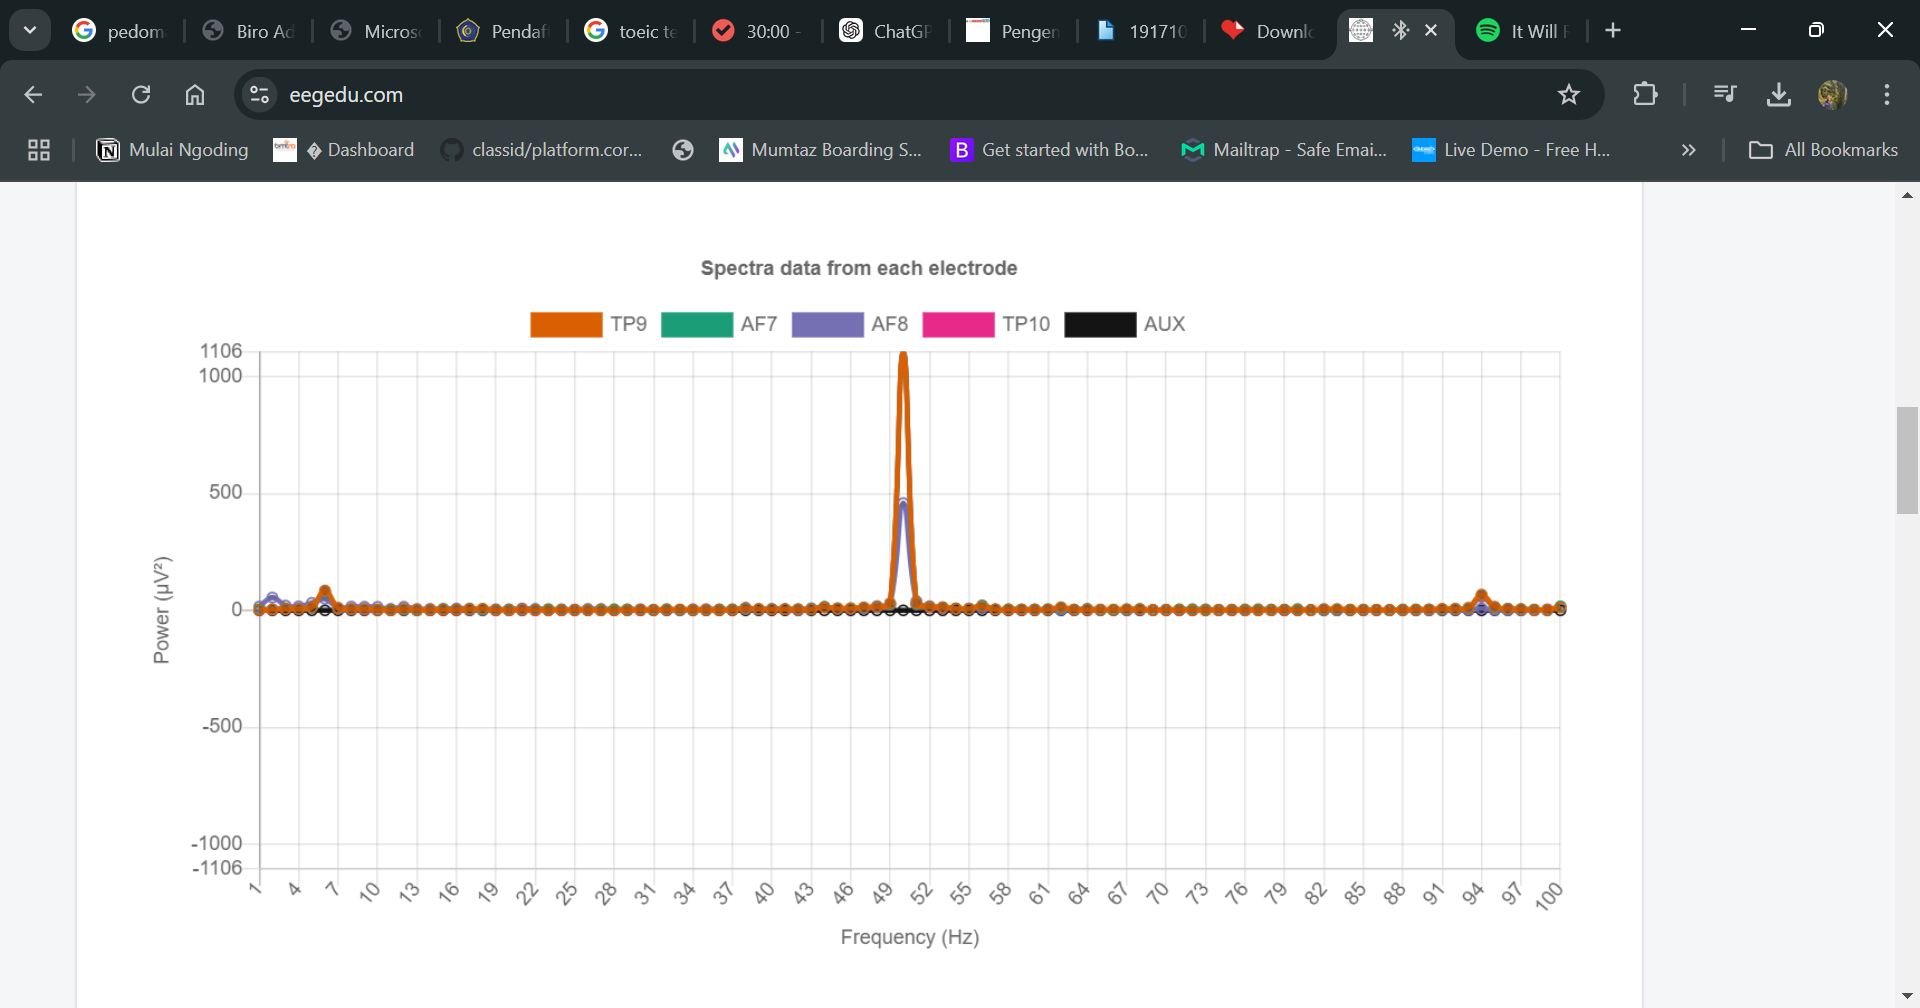 pedom
Biro Ad
Micros
Pendaf
toeic te
30:00 -
ChatGP
Pengen
191710
Downlo
It Will F
eegedu.com
Mulai Ngoding
Dashboard
classid/platform.cor...
Mumtaz Boarding S...
B
Get started with Bo...
Mailtrap - Safe Emai...
Live Demo - Free H...
»
All Bookmarks
Spectra data from each electrode
TP9 AF7 AF8 TP10 AUX
1106
1000
500
0
-500
-1000
-1106
Power (µV²)
1 4 7 10 13 16 19 22 25 28 31 34 37 40 43 46 49 52 55 58 61 64 67 70 73 76 79 82 85 88 91 94 97 100
Frequency (Hz)